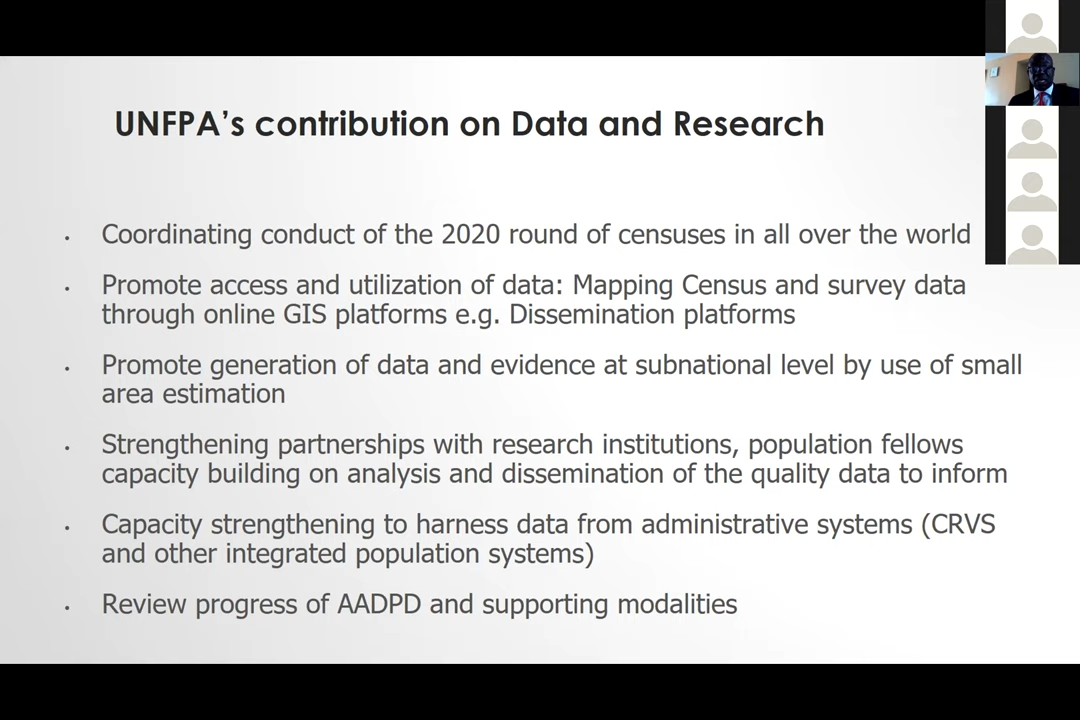 UNFPA’s contribution on Data and Research
• Coordinating conduct of the 2020 round of censuses in all over the world
• Promote access and utilization of data: Mapping Census and survey data
through online GIS platforms e.g. Dissemination platforms
• Promote generation of data and evidence at subnational level by use of small
area estimation
• Strengthening partnerships with research institutions, population fellows
capacity building on analysis and dissemination of the quality data to inform
• Capacity strengthening to harness data from administrative systems (CRVS
and other integrated population systems)
• Review progress of AADPD and supporting modalities